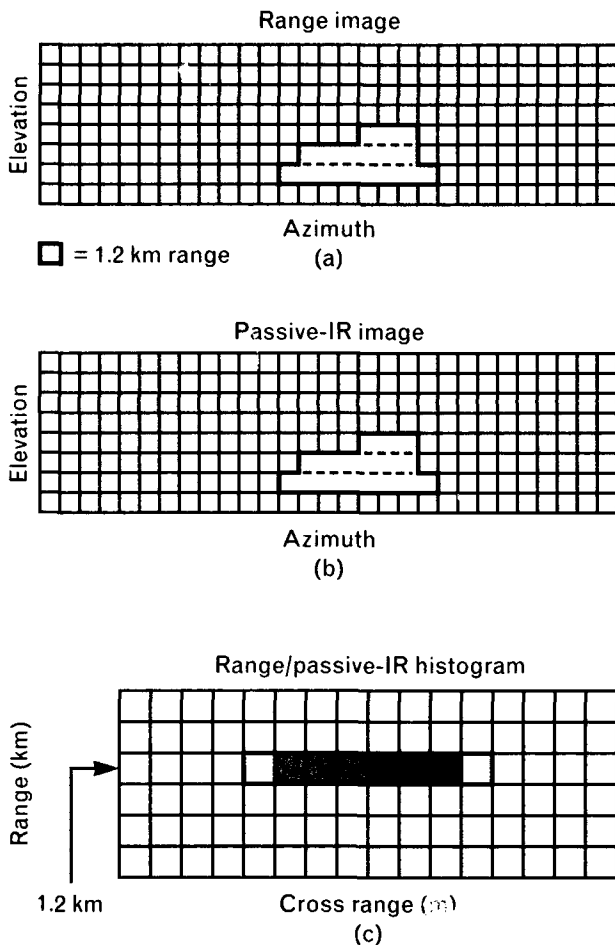 Range image
Elevation
Azimuth
= 1.2 km range
(a)
Passive-IR image
Elevation
Azimuth
(b)
Range/passive-IR histogram
Range (km)
1.2 km
Cross range (m)
(c)